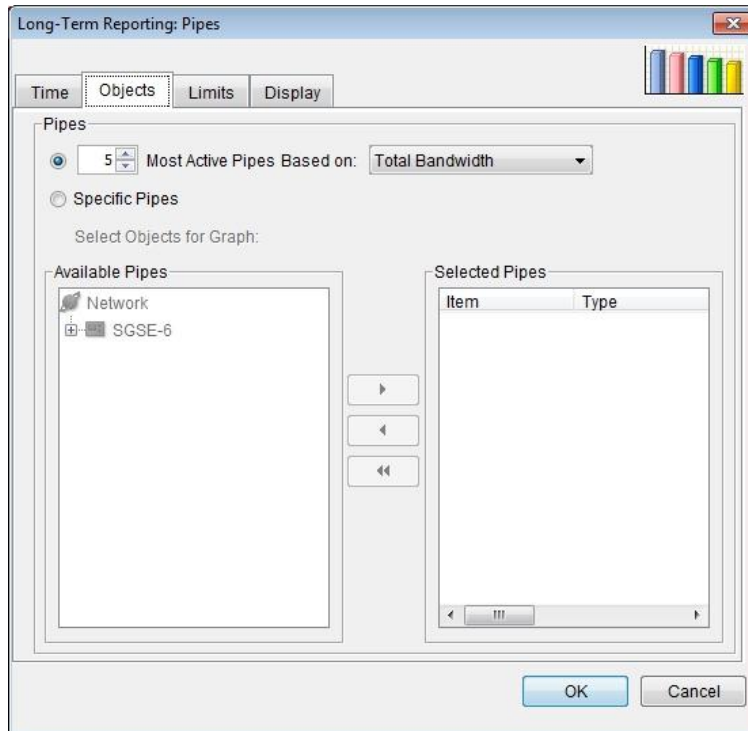 Long-Term Reporting: Pipes
Time Objects Limits Display
Pipes
5 Most Active Pipes Based on: Total Bandwidth
Specific Pipes
Select Objects for Graph:
Available Pipes
Network
SGSE-6
Selected Pipes
Item Type
OK Cancel